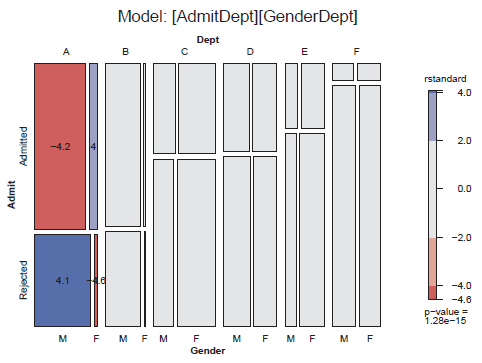 Model: [AdmitDept][GenderDept]
Dept
A B C D E F
rstandard
Admit
Admitted
Rejected
−4.2 4
4.1 −4.6
4.0
2.0
0.0
−2.0
−4.0
−4.6
p−value =
1.28e−15
M F M F M F M F M F M F
Gender